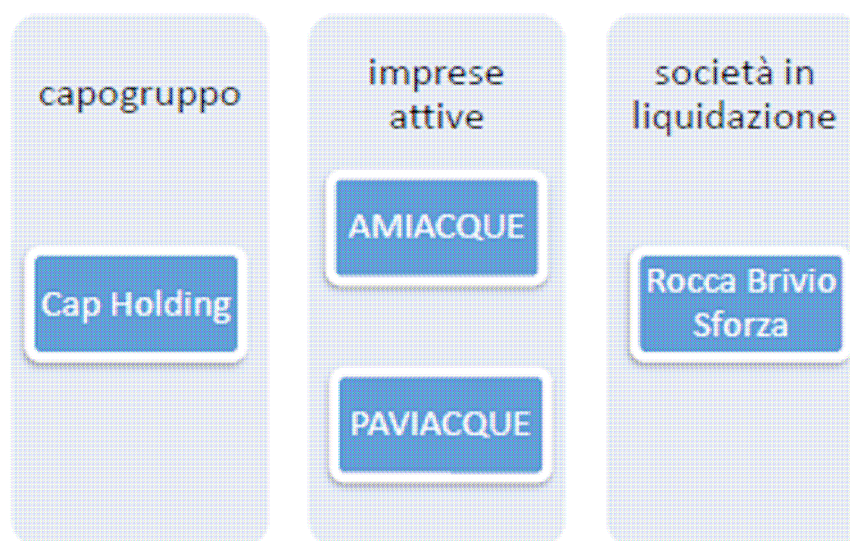 capogruppo
Cap Holding
imprese
attive
AMIACQUE
PAVIACQUE
società in
liquidazione
Rocca Brivio
Sforza